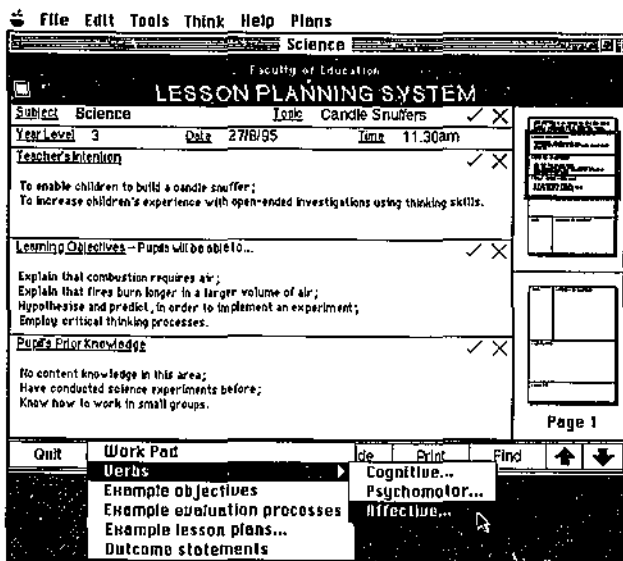 File Edit Tools Think Help Plans
Science
Faculty of Education
LESSON PLANNING SYSTEM
Subject Science Topic Candle Snuffers
Year Level 3 Date 27/8/95 Time 11.30am
Teacher's Intention
To enable children to build a candle snuffer;
To increase children's experience with open-ended investigations using thinking skills.
Learning Objectives - Pupils will be able to...
Explain that combustion requires air;
Explain that fires burn longer in a larger volume of air;
Hypothesise and predict, in order to implement an experiment;
Employ critical thinking processes.
Pupil's Prior Knowledge
No content knowledge in this area;
Have conducted science experiments before;
Know how to work in small groups.
Page 1
Quit de Print Find
Work Pad
Verbs
Example objectives
Example evaluation processes
Example lesson plans...
Outcome statements
Cognitive...
Psychomotor...
Affective...